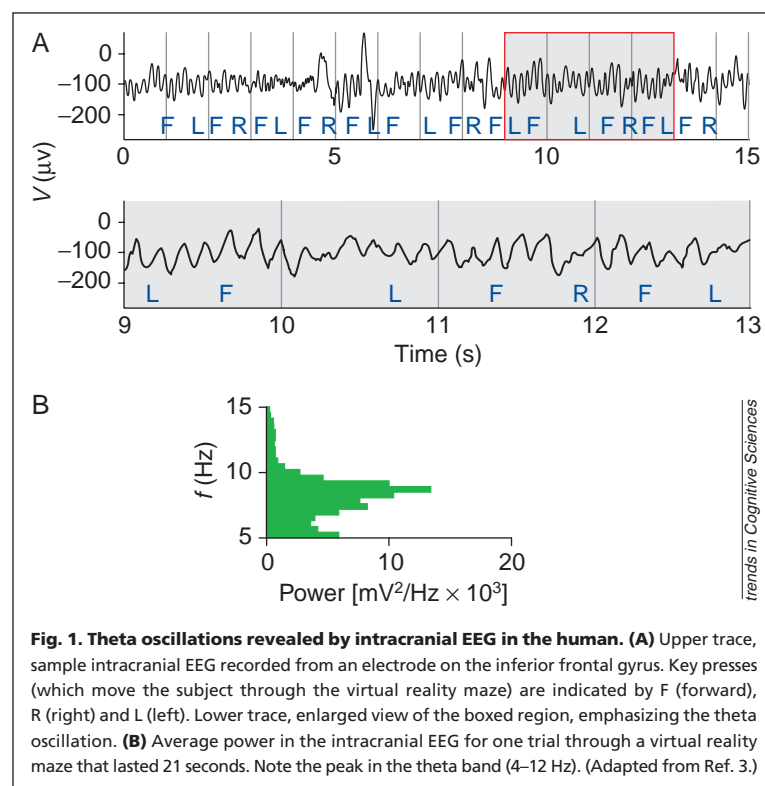 A
0
−100
−200
F L F R F L F R F L F L F R F L F L F R F L F R
0 5 10 15
V (μv)
0
−100
−200
L F L F R F L
9 10 11 12 13
Time (s)
B
15
10
5
f (Hz)
0 10 20
Power [mV²/Hz × 10³]
trends in Cognitive Sciences
Fig. 1. Theta oscillations revealed by intracranial EEG in the human. (A) Upper trace,
sample intracranial EEG recorded from an electrode on the inferior frontal gyrus. Key presses
(which move the subject through the virtual reality maze) are indicated by F (forward),
R (right) and L (left). Lower trace, enlarged view of the boxed region, emphasizing the theta
oscillation. (B) Average power in the intracranial EEG for one trial through a virtual reality
maze that lasted 21 seconds. Note the peak in the theta band (4–12 Hz). (Adapted from Ref. 3.)